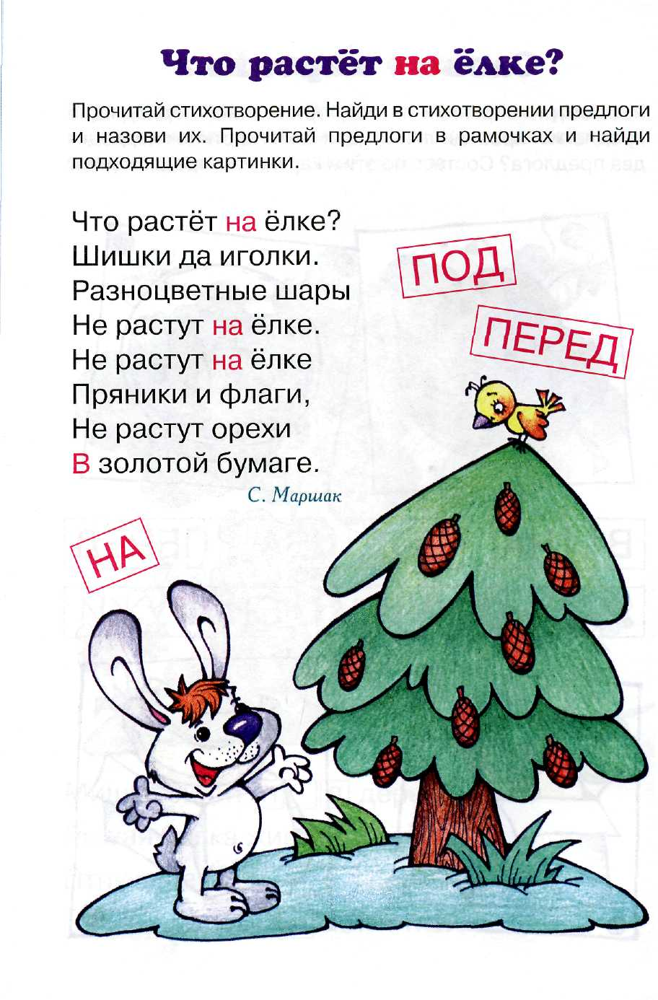 Что растёт на ёлке?
Прочитай стихотворение. Найди в стихотворении предлоги
и назови их. Прочитай предлоги в рамочках и найди
подходящие картинки.
Что растёт на ёлке?
Шишки да иголки.
Разноцветные шары
Не растут на ёлке.
Не растут на ёлке
Пряники и флаги,
Не растут орехи
В золотой бумаге.
С. Маршак
ПОД
ПЕРЕД
НА